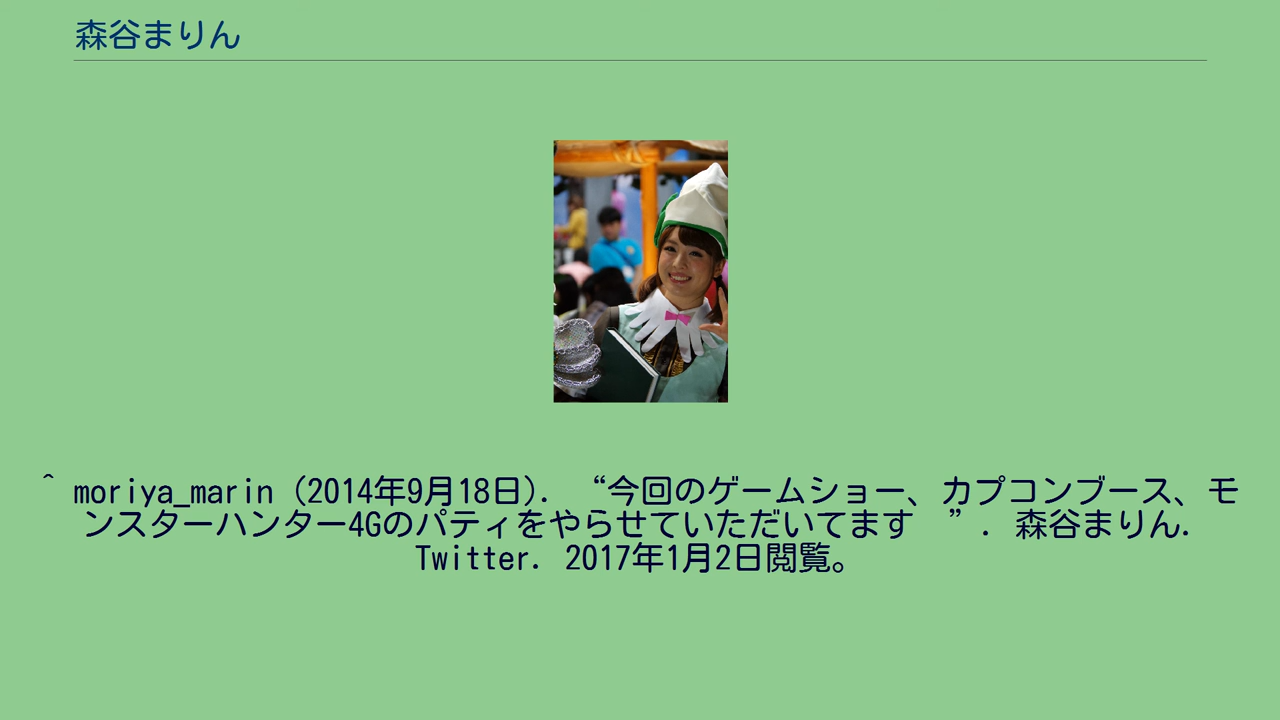 森谷まりん
^ moriya_marin (2014年9月18日). “今回のゲームショー、カプコンブース、モ
ンスターハンター4Gのパティをやらせていただいてます ”. 森谷まりん.
Twitter. 2017年1月2日閲覧。